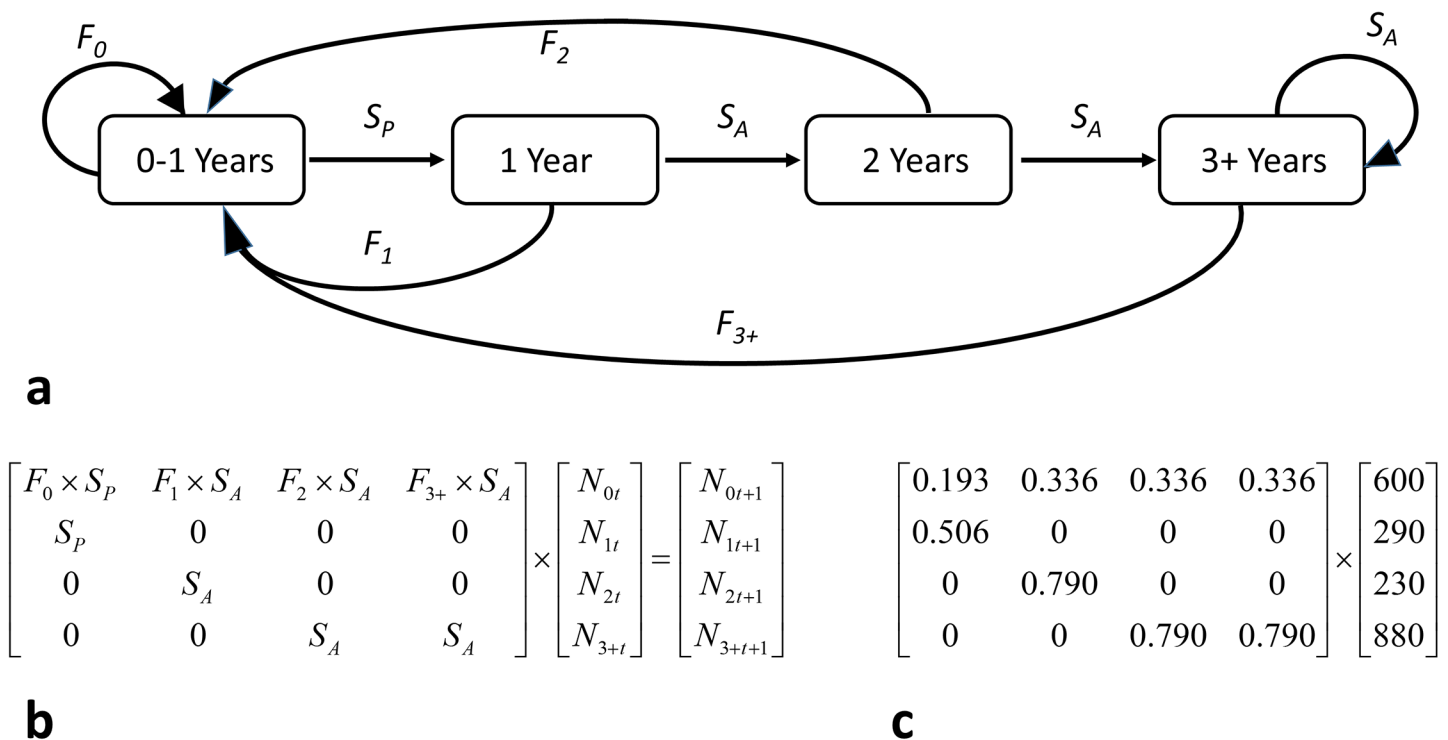 F0 F2 SA
SP SA SA
0-1 Years 1 Year 2 Years 3+ Years
F1
F3+
a
[F0 × SP F1 × SA F2 × SA F3+ × SA] [N0t] [N0t+1] [0.193 0.336 0.336 0.336] [600]
[SP 0 0 0] [N1t] [N1t+1] [0.506 0 0 0] [290]
× = ×
[0 SA 0 0] [N2t] [N2t+1] [0 0.790 0 0] [230]
[0 0 SA SA] [N3+t] [N3+t+1] [0 0 0.790 0.790] [880]
b c